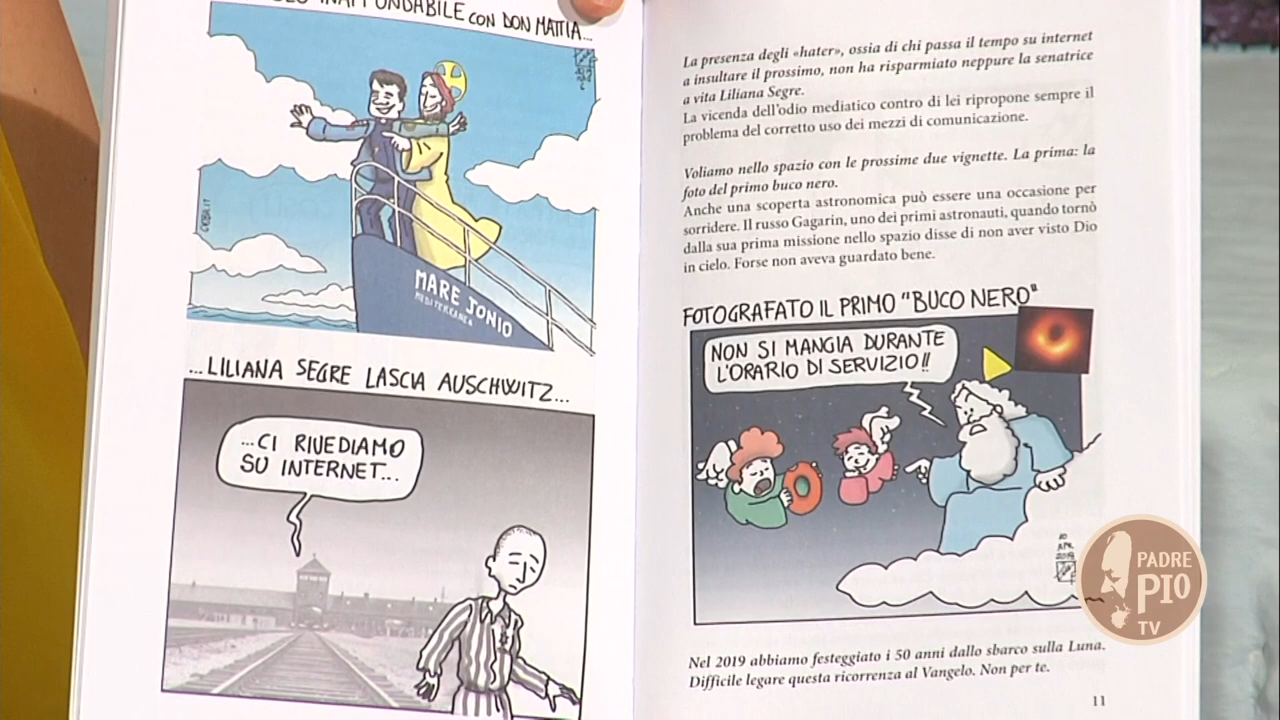 INAFFONDABILE CON DON MATTIA...
MARE JONIO
MEDITERRANEA
...LILIANA SEGRE LASCIA AUSCHWITZ...
...CI RIVEDIAMO
SU INTERNET...
La presenza degli «hater», ossia di chi passa il tempo su internet
a insultare il prossimo, non ha risparmiato neppure la senatrice
a vita Liliana Segre.
La vicenda dell'odio mediatico contro di lei ripropone sempre il
problema del corretto uso dei mezzi di comunicazione.
Voliamo nello spazio con le prossime due vignette. La prima: la
foto del primo buco nero.
Anche una scoperta astronomica può essere una occasione per
sorridere. Il russo Gagarin, uno dei primi astronauti, quando tornò
dalla sua prima missione nello spazio disse di non aver visto Dio
in cielo. Forse non aveva guardato bene.
FOTOGRAFATO IL PRIMO "BUCO NERO"
NON SI MANGIA DURANTE
L'ORARIO DI SERVIZIO!!
10
APR
2019
Nel 2019 abbiamo festeggiato i 50 anni dallo sbarco sulla Luna.
Difficile legare questa ricorrenza al Vangelo. Non per te.
11
PADRE
PIO
TV